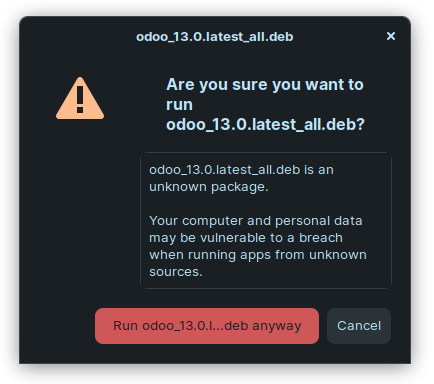 odoo_13.0.latest_all.deb
×
Are you sure you want to
run
odoo_13.0.latest_all.deb?
odoo_13.0.latest_all.deb is an
unknown package.
Your computer and personal data
may be vulnerable to a breach
when running apps from unknown
sources.
Run odoo_13.0.l...deb anyway
Cancel